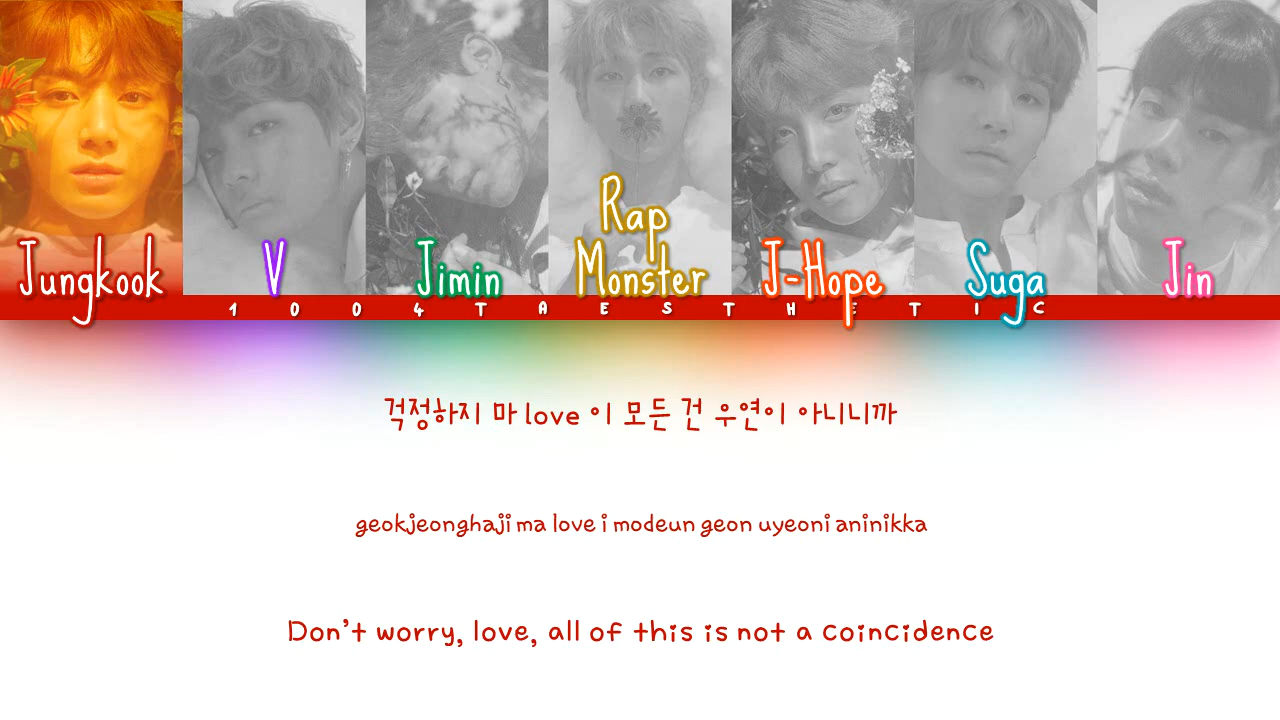 Jungkook
V
Jimin
Rap
Monster
J-Hope
Suga
Jin
1004TAESTHETIC
걱정하지 마 love 이 모든 건 우연이 아니니까
geokjeonghaji ma love i modeun geon uyeoni aninikka
Don't worry, love, all of this is not a coincidence